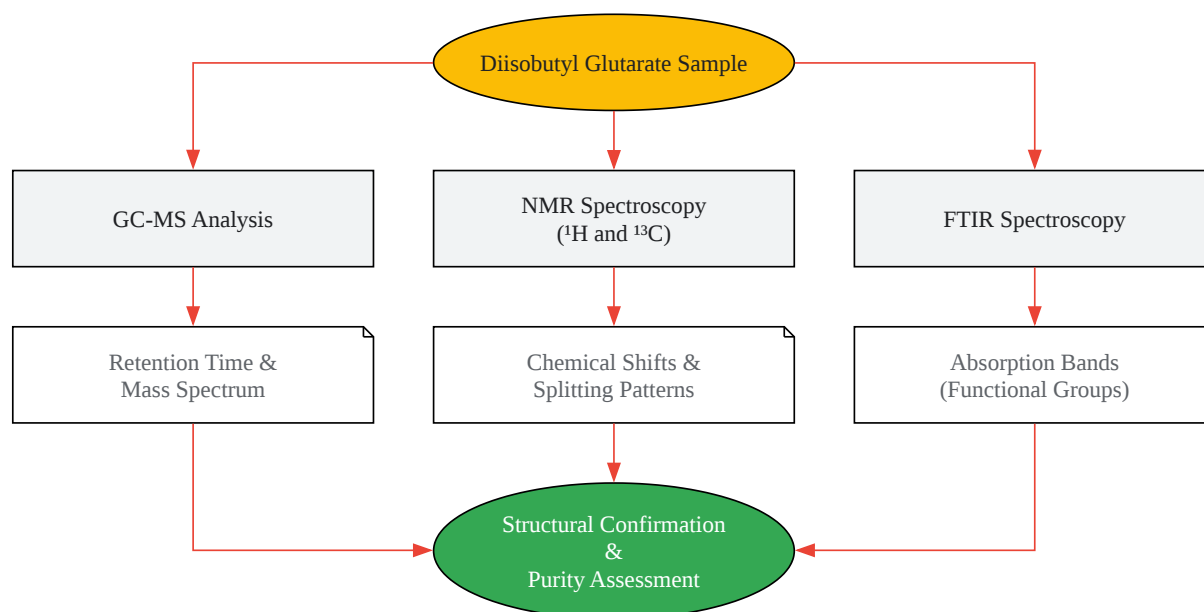 Diisobutyl Glutarate Sample
GC-MS Analysis
NMR Spectroscopy
(¹H and ¹³C)
FTIR Spectroscopy
Retention Time &
Mass Spectrum
Chemical Shifts &
Splitting Patterns
Absorption Bands
(Functional Groups)
Structural Confirmation
&
Purity Assessment